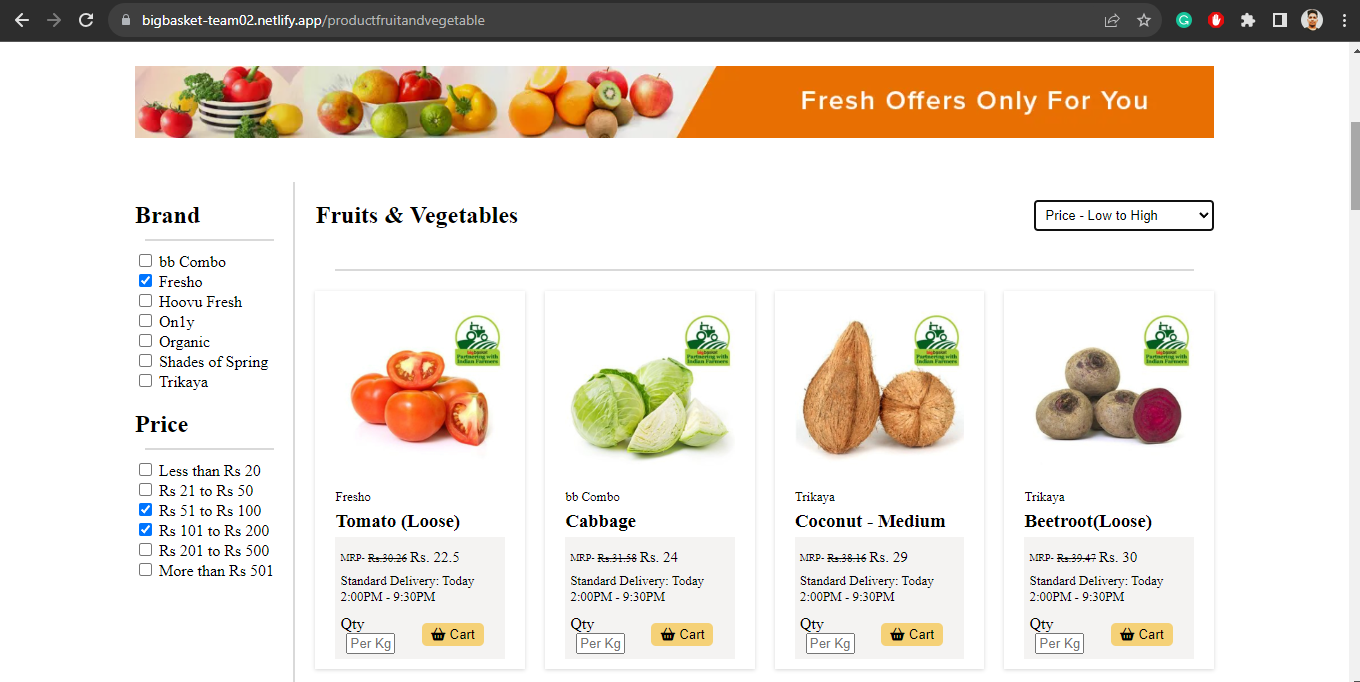 bigbasket-team02.netlify.app/productfruitandvegetable
Fresh Offers Only For You
Brand
bb Combo
Fresho
Hoovu Fresh
On1y
Organic
Shades of Spring
Trikaya
Price
Less than Rs 20
Rs 21 to Rs 50
Rs 51 to Rs 100
Rs 101 to Rs 200
Rs 201 to Rs 500
More than Rs 501
Fruits & Vegetables
Price - Low to High
bigbasket
Partnering with
Indian Farmers
Fresho
Tomato (Loose)
MRP- Rs.30.26 Rs. 22.5
Standard Delivery: Today
2:00PM - 9:30PM
Qty
Per Kg
Cart
bigbasket
Partnering with
Indian Farmers
bb Combo
Cabbage
MRP- Rs.31.58 Rs. 24
Standard Delivery: Today
2:00PM - 9:30PM
Qty
Per Kg
Cart
bigbasket
Partnering with
Indian Farmers
Trikaya
Coconut - Medium
MRP- Rs.38.16 Rs. 29
Standard Delivery: Today
2:00PM - 9:30PM
Qty
Per Kg
Cart
bigbasket
Partnering with
Indian Farmers
Trikaya
Beetroot(Loose)
MRP- Rs.39.47 Rs. 30
Standard Delivery: Today
2:00PM - 9:30PM
Qty
Per Kg
Cart